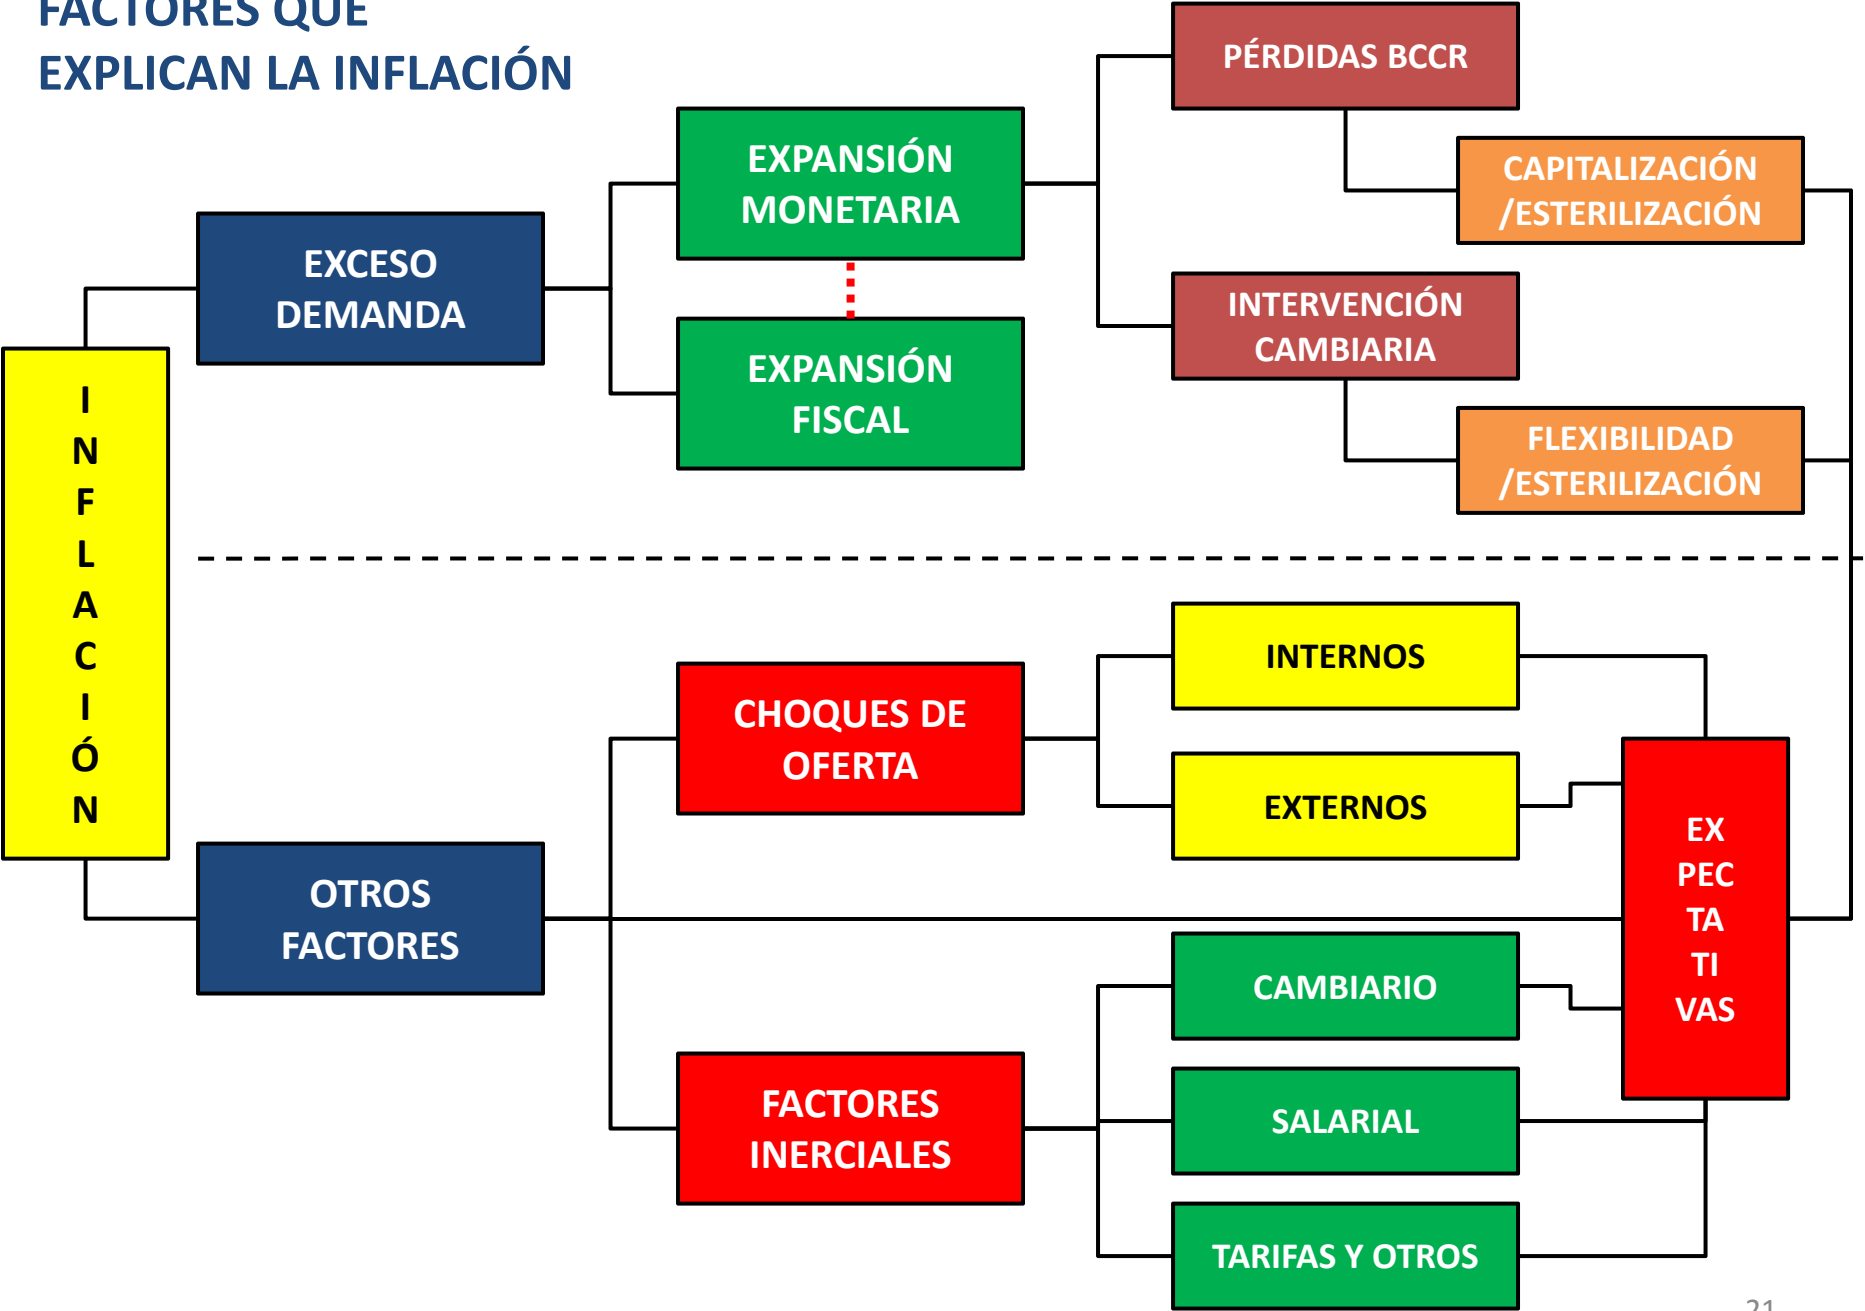 FACTORES QUE
EXPLICAN LA INFLACIÓN
PÉRDIDAS BCCR
EXPANSIÓN
MONETARIA
CAPITALIZACIÓN
/ESTERILIZACIÓN
EXCESO
DEMANDA
INTERVENCIÓN
CAMBIARIA
EXPANSIÓN
FISCAL
FLEXIBILIDAD
/ESTERILIZACIÓN
I
N
F
L
A
C
I
Ó
N
INTERNOS
CHOQUES DE
OFERTA
EXTERNOS
OTROS
FACTORES
EX
PEC
TA
TI
VAS
CAMBIARIO
FACTORES
INERCIALES
SALARIAL
TARIFAS Y OTROS
21